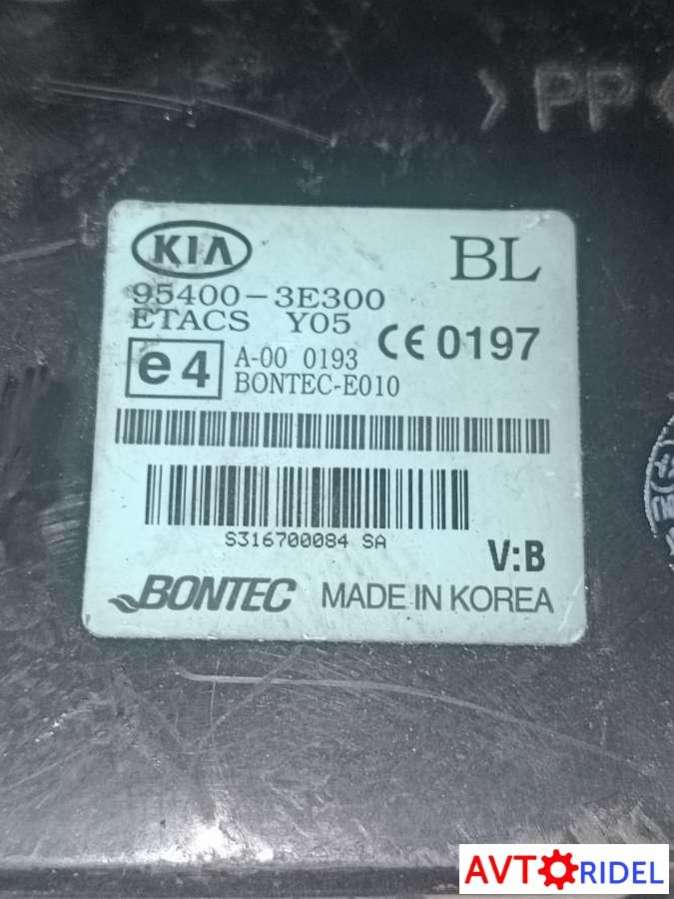 >PP<
KIA
BL
95400-3E300
ETACS Y05
CE 0197
e4
A-00 0193
BONTEC-E010
S316700084 SA
V:B
BONTEC MADE IN KOREA
AVTORIDEL